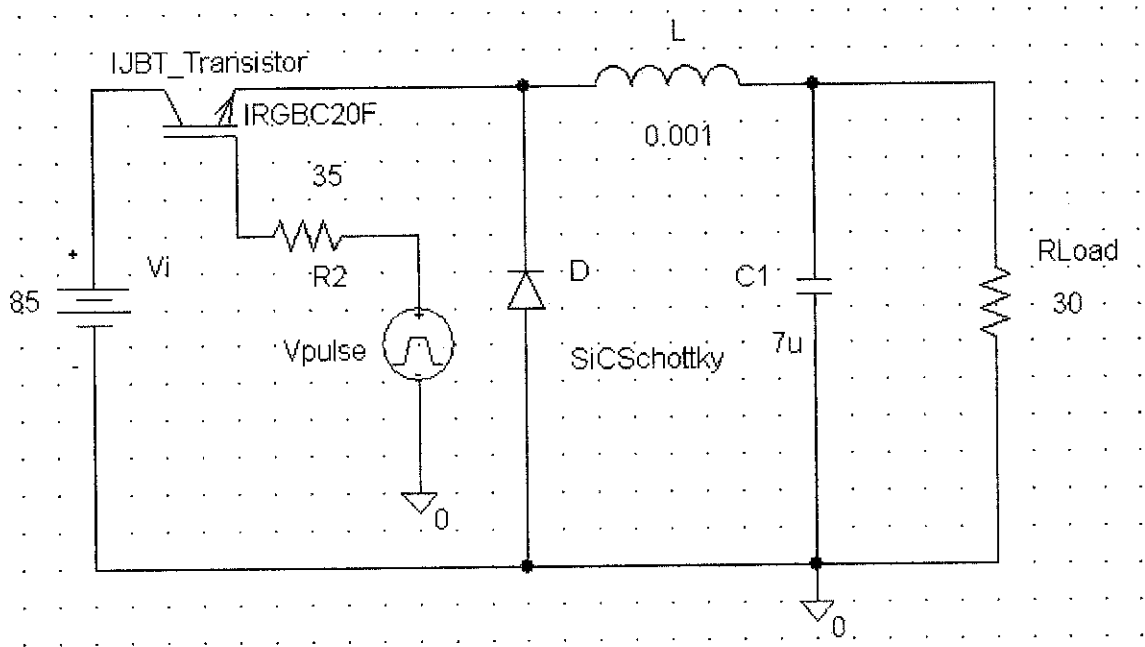 L
IJBT_Transistor
IRGBC20F
0.001
35
R2
+
Vi
85
-
Vpulse
D
SiCSchottky
C1
7u
RLoad
30
0
0